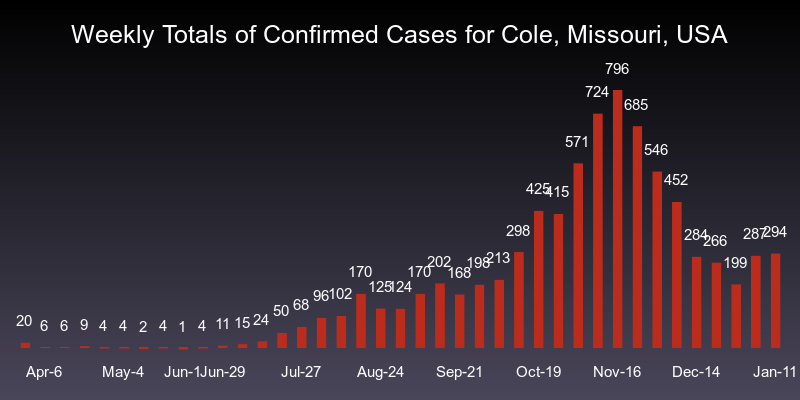 Weekly Totals of Confirmed Cases for Cole, Missouri, USA
20 6 6 9 4 4 2 4 1 4 11 15 24 50 68 96 102 170 125 124 170 202 168 198 213 298 425 415 571 724 796 685 546 452 284 266 199 287 294
Apr-6 May-4 Jun-1 Jun-29 Jul-27 Aug-24 Sep-21 Oct-19 Nov-16 Dec-14 Jan-11